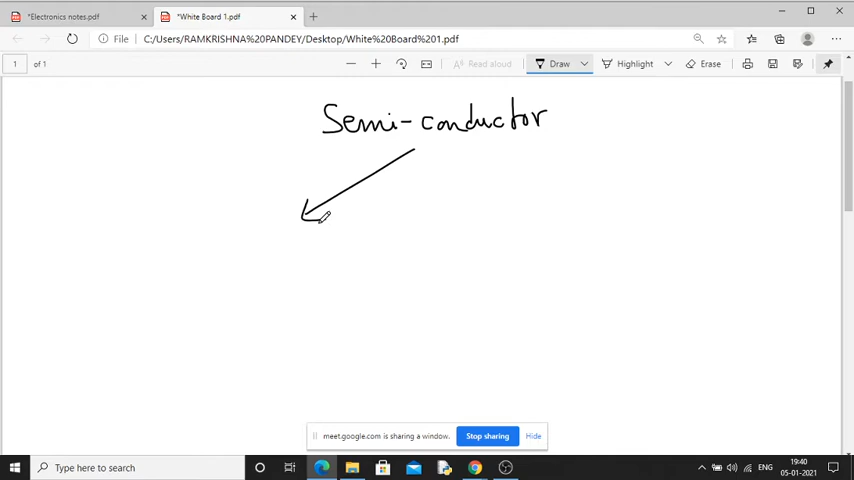 *Electronics notes.pdf
*White Board 1.pdf
File
C:/Users/RAMKRISHNA%20PANDEY/Desktop/White%20Board%201.pdf
1 of 1
Read aloud
Draw
Highlight
Erase
Semi-conductor
meet.google.com is sharing a window.
Stop sharing
Hide
Type here to search
ENG
19:40
05-01-2021